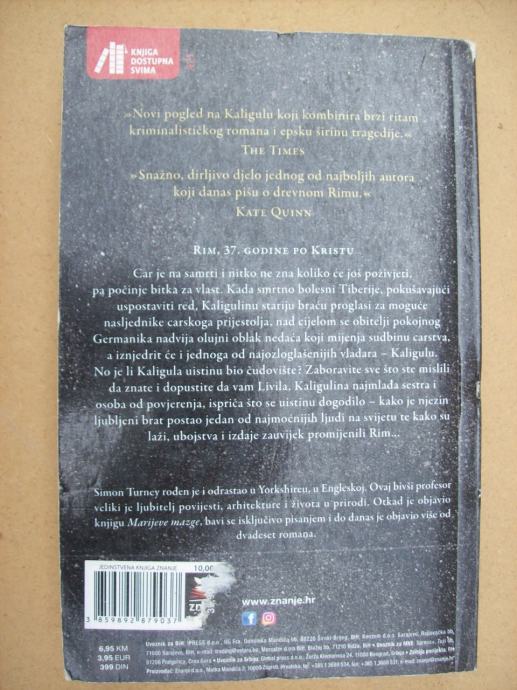 KNJIGA
DOSTUPNA
SVIMA
»Novi pogled na Kaligulu koji kombinira brzi ritam
kriminalističkog romana i epsku širinu tragedije.«
The Times
»Snažno, dirljivo djelo jednog od najboljih autora
koji danas pišu o drevnom Rimu.«
Kate Quinn
Rim, 37. godine po Kristu
Car je na samrti i nitko ne zna koliko će još poživjeti,
pa počinje bitka za vlast. Kada smrtno bolesni Tiberije, pokušavajući
uspostaviti red, Kaligulinu stariju braću proglasi za moguće
nasljednike carskoga prijestolja, nad cijelom se obitelji pokojnog
Germanika nadvija olujni oblak nedaća koji mijenja sudbinu carstva,
a iznjedrit će i jednoga od najozloglašenijih vladara – Kaligulu.
No je li Kaligula uistinu bio čudovište? Zaboravite sve što ste mislili
da znate i dopustite da vam Livila, Kaligulina najmlađa sestra i
osoba od povjerenja, ispriča što se uistinu dogodilo – kako je njezin
ljubljeni brat postao jedan od najmoćnijih ljudi na svijetu te kako su
laži, ubojstva i izdaje zauvijek promijenili Rim...
Simon Turney rođen je i odrastao u Yorkshireu, u Engleskoj. Ovaj bivši profesor
veliki je ljubitelj povijesti, arhitekture i života u prirodi. Otkad je objavio
knjigu Marijeve mazge, bavi se isključivo pisanjem i do danas je objavio više od
dvadeset romana.
JEDINSTVENA KNJIGA ZNANJE 10,00
3 859892 879037
zn
www.znanje.hr
6,95 KM
3,95 EUR
399 DIN